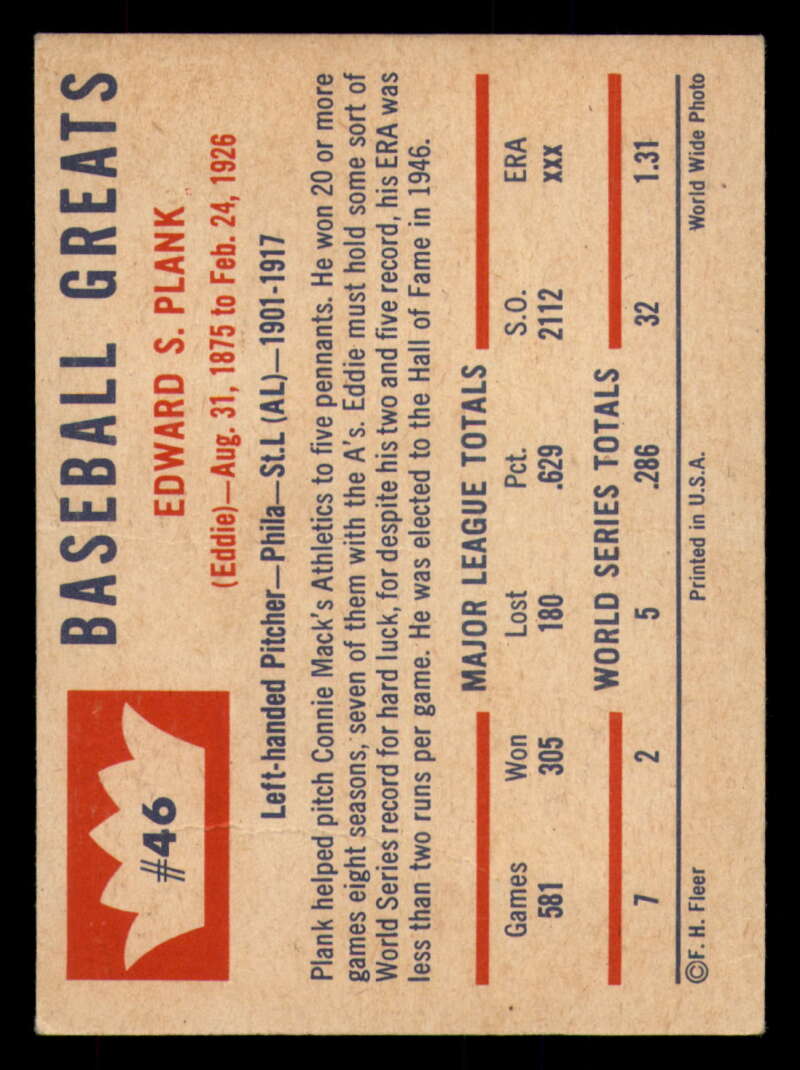 #46
BASEBALL GREATS
EDWARD S. PLANK
(Eddie)—Aug. 31, 1875 to Feb. 24, 1926
Left-handed Pitcher—Phila—St.L (AL)—1901-1917
Plank helped pitch Connie Mack's Athletics to five pennants. He won 20 or more
games eight seasons, seven of them with the A's. Eddie must hold some sort of
World Series record for hard luck, for despite his two and five record, his ERA was
less than two runs per game. He was elected to the Hall of Fame in 1946.
MAJOR LEAGUE TOTALS
Games Won Lost Pct. S.O. ERA
581 305 180 .629 2112 XXX
WORLD SERIES TOTALS
7 2 5 .286 32 1.31
©F. H. Fleer Printed in U.S.A. World Wide Photo